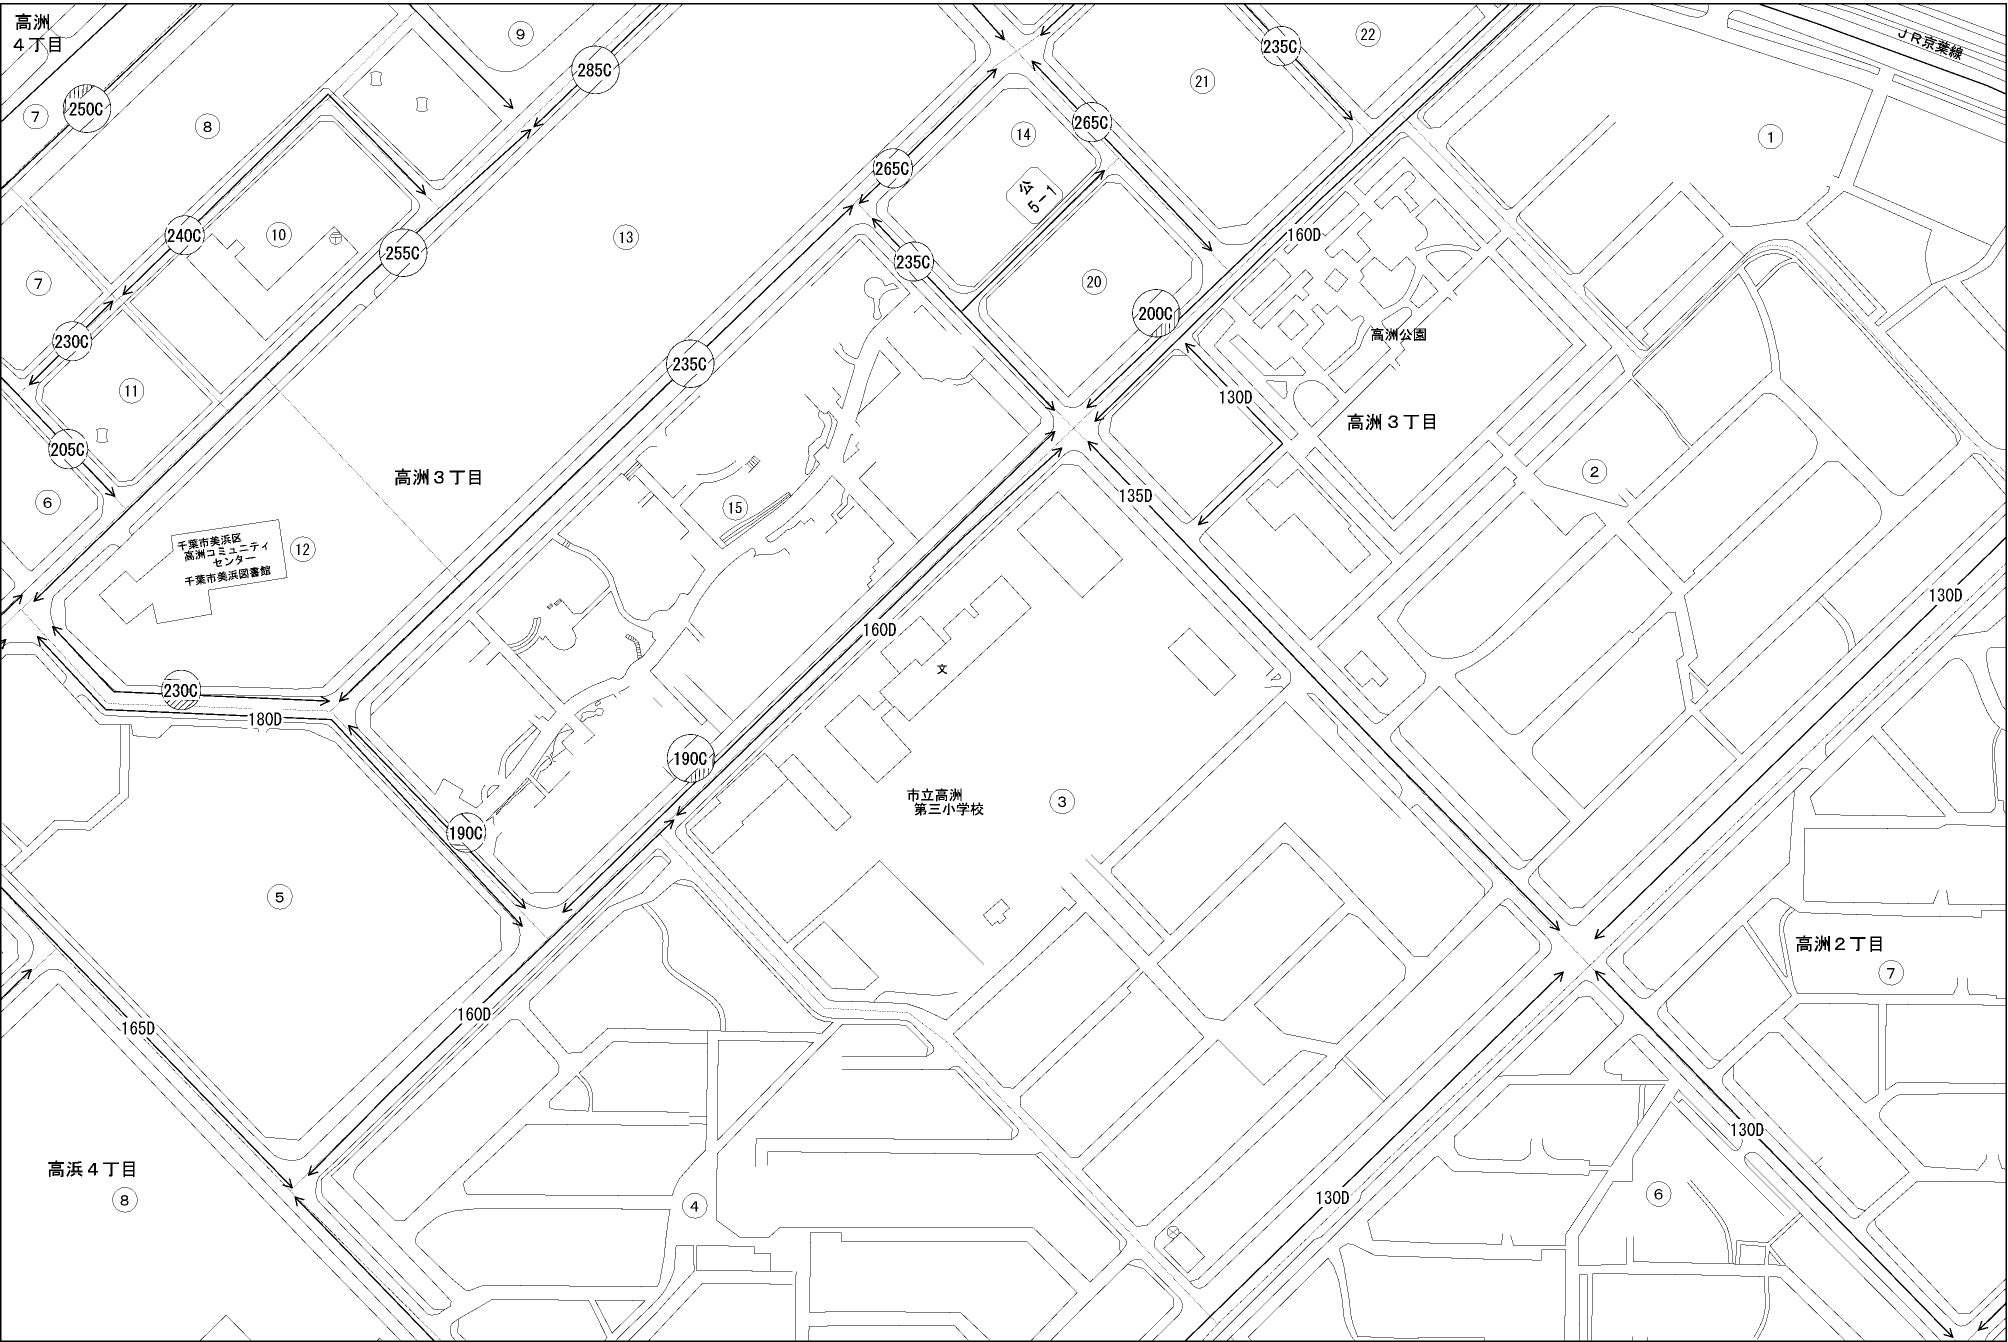 高洲
４丁目
9
285C
235C
22
ＪＲ京葉線
250C
7
8
21
265C
14
1
265C
公
5-1
240C
10
255C
13
235C
160D
7
20
200C
高洲公園
230C
11
235C
130D
高洲３丁目
205C
6
高洲３丁目
15
135D
2
千葉市美浜区
高洲コミュニティ
センター
千葉市美浜図書館
12
130D
160D
文
230C
180D
190C
市立高洲
第三小学校
3
190C
5
高洲２丁目
7
165D
160D
130D
高浜４丁目
8
4
130D
6